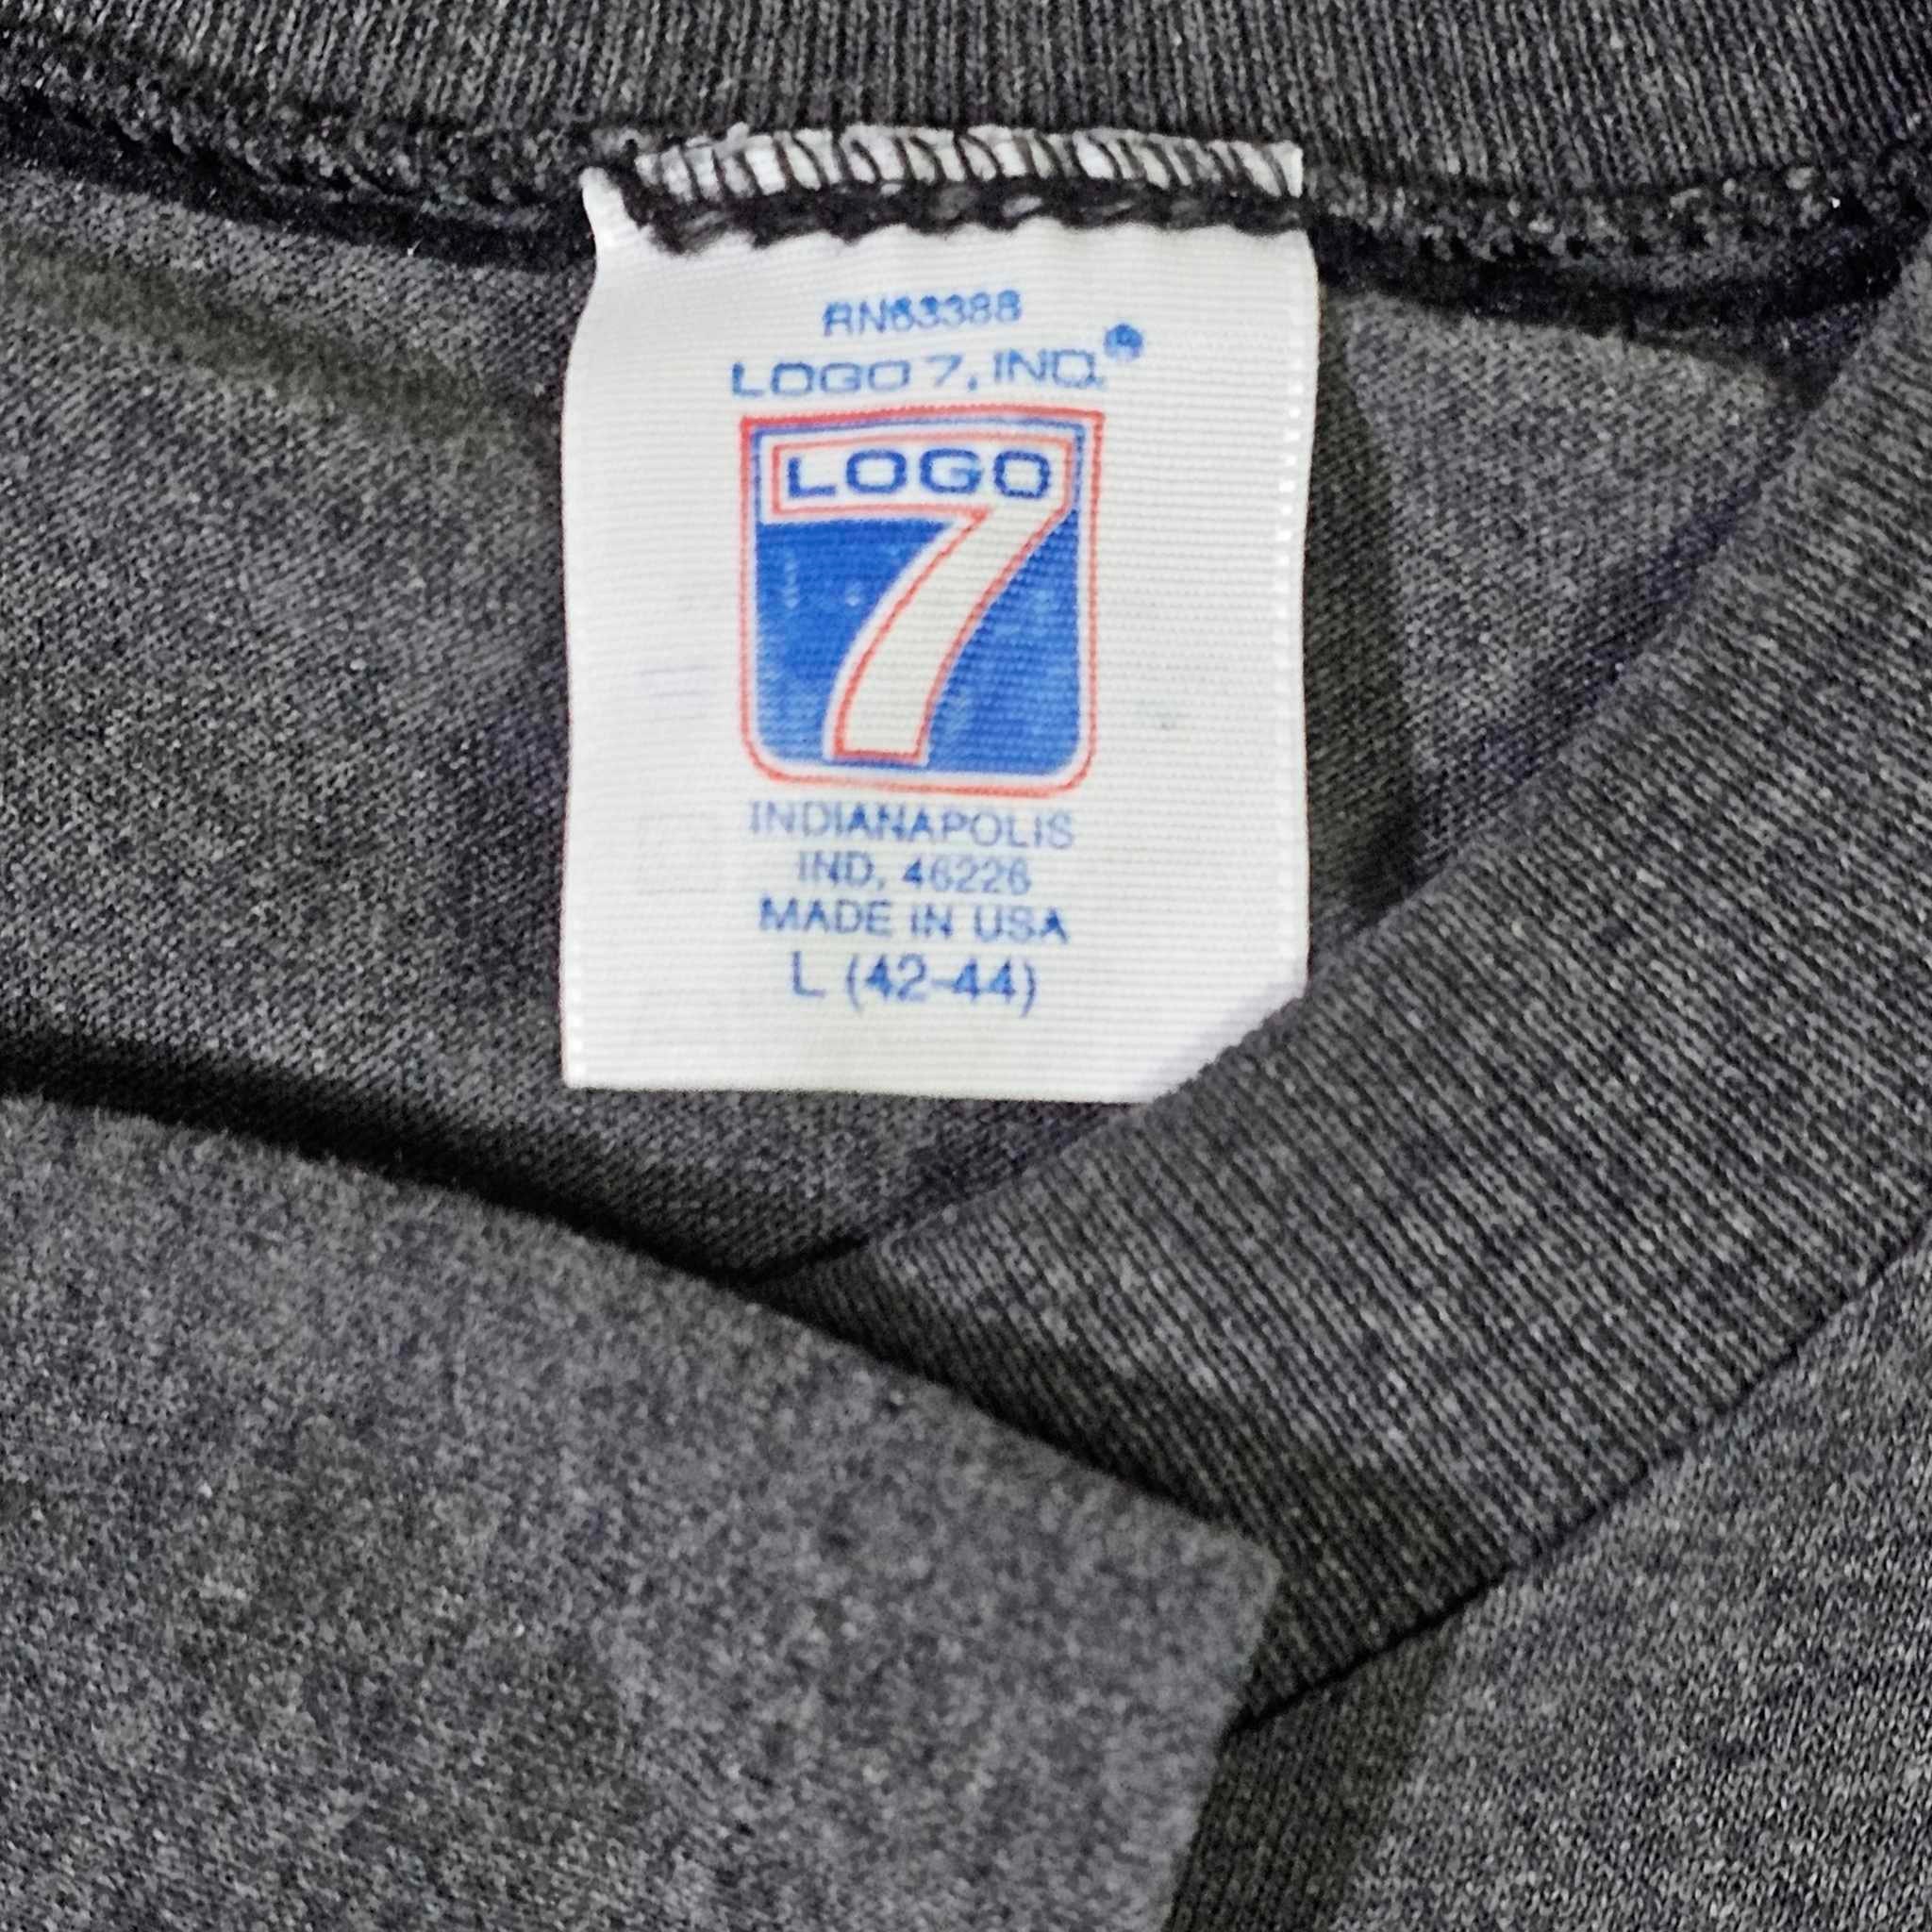 RN63388
LOGO 7, INC.®
LOGO
7
INDIANAPOLIS
IND. 46226
MADE IN USA
L (42-44)